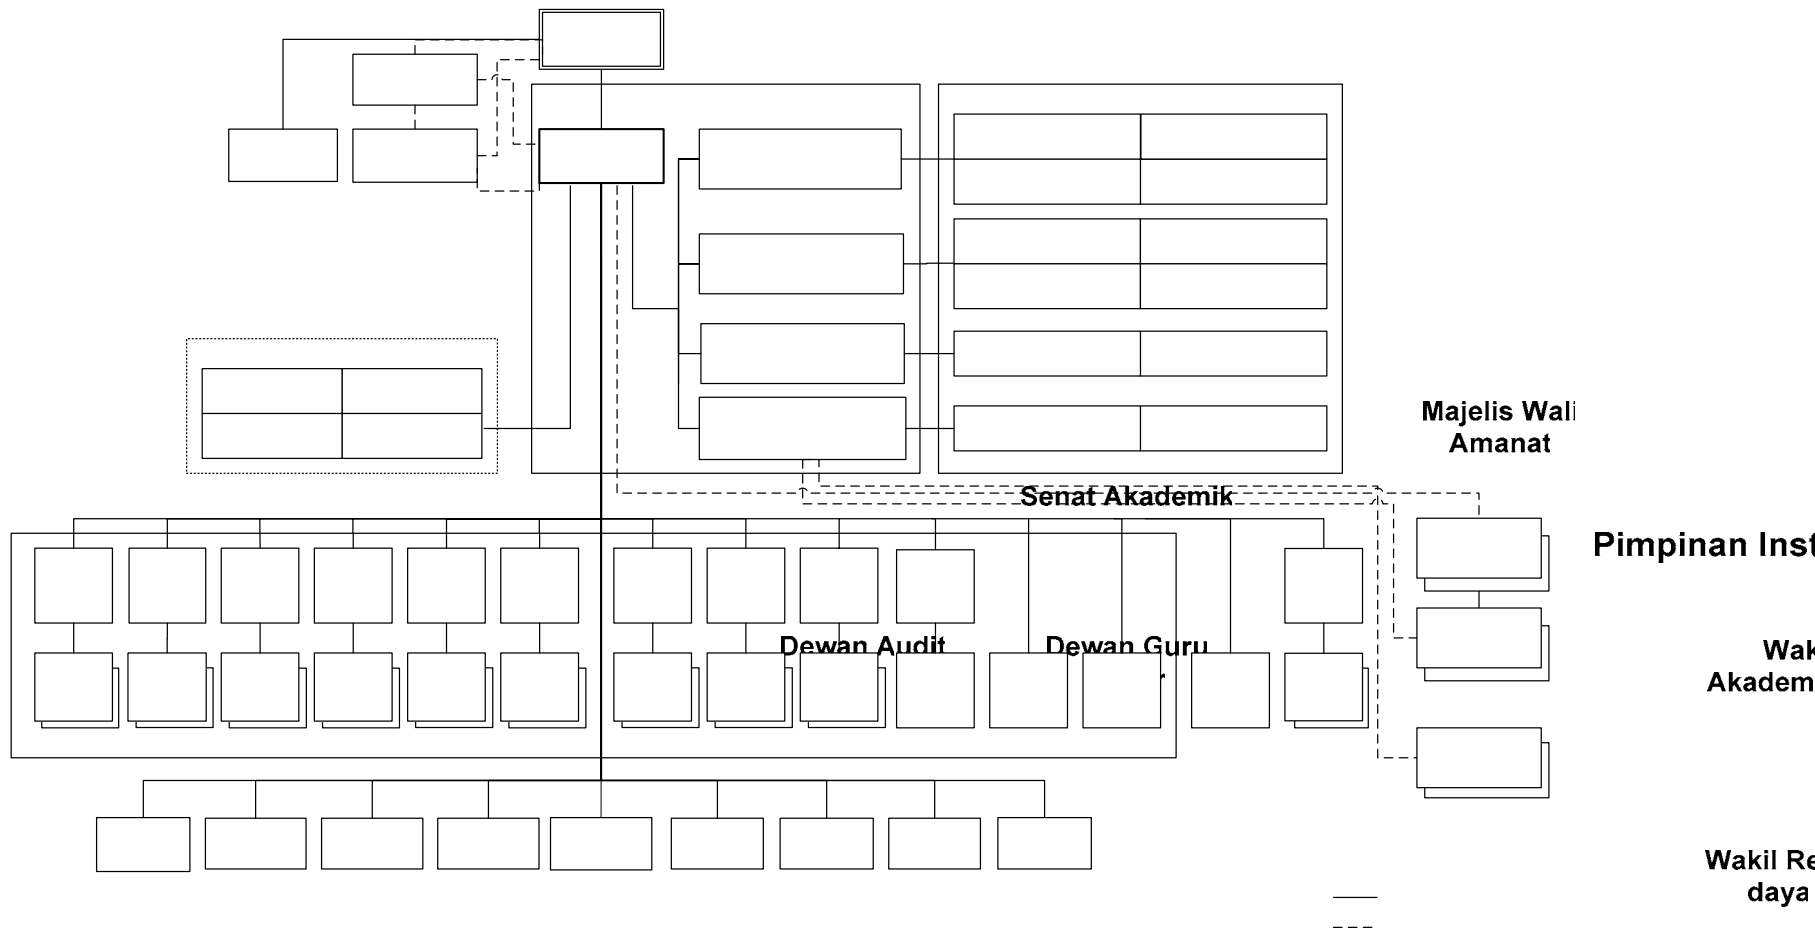 Majelis Wali
Amanat
Senat Akademik
Pimpinan Inst
Dewan Audit
Dewan Guru
Wak
Akadem
Wakil Re
daya